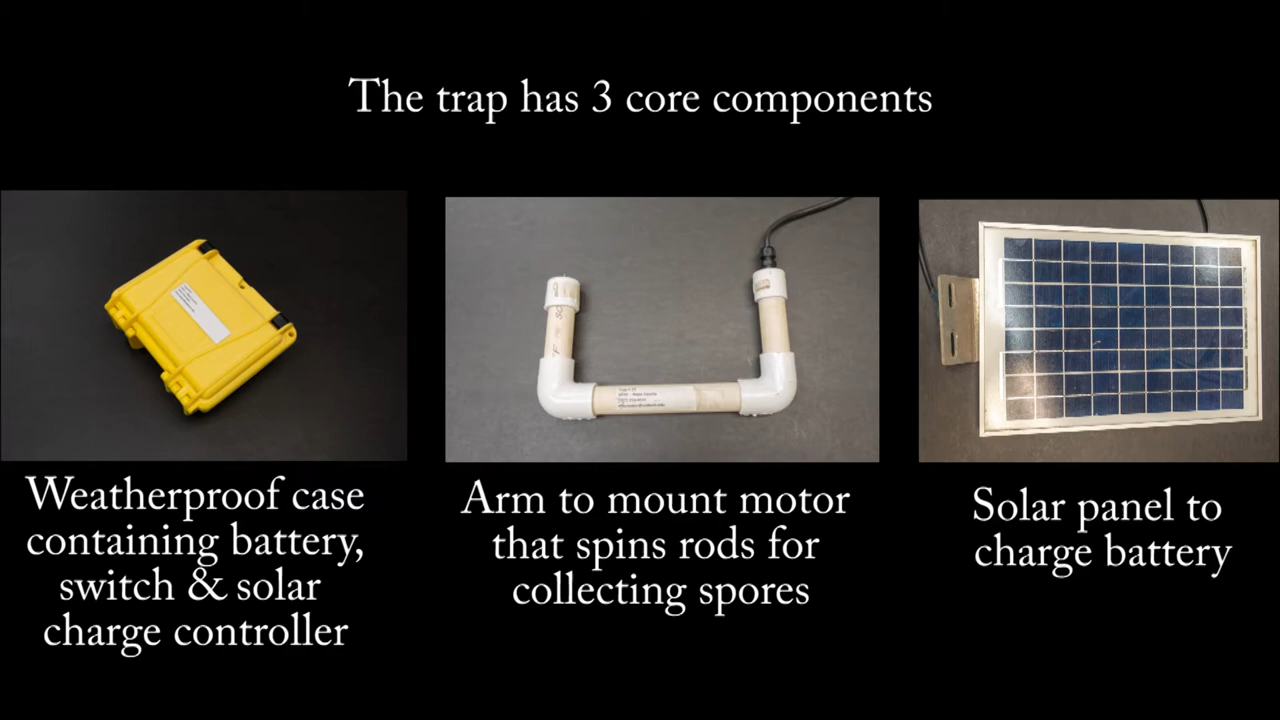 The trap has 3 core components
Weatherproof case
containing battery,
switch & solar
charge controller
Arm to mount motor
that spins rods for
collecting spores
Solar panel to
charge battery